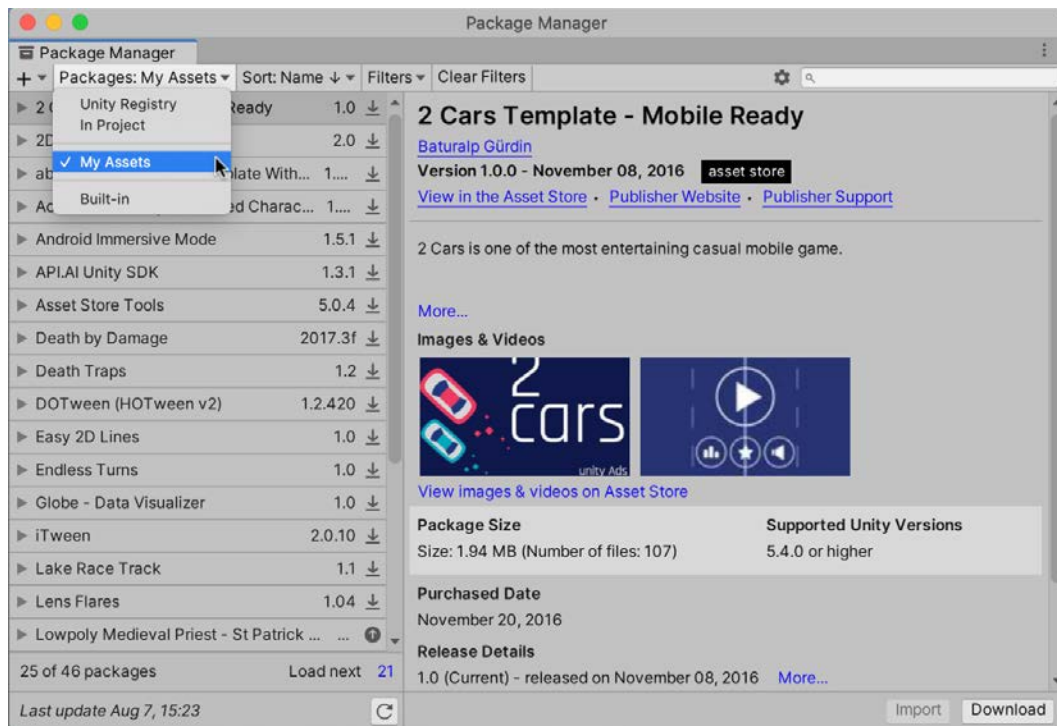 Package Manager
Package Manager
+ Packages: My Assets Sort: Name ↓ Filters Clear Filters
Unity Registry
In Project
✓ My Assets
Built-in
2 Ready 1.0
2D 2.0
ab late With... 1....
Ad ed Charac... 1....
Android Immersive Mode 1.5.1
API.AI Unity SDK 1.3.1
Asset Store Tools 5.0.4
Death by Damage 2017.3f
Death Traps 1.2
DOTween (HOTween v2) 1.2.420
Easy 2D Lines 1.0
Endless Turns 1.0
Globe - Data Visualizer 1.0
iTween 2.0.10
Lake Race Track 1.1
Lens Flares 1.04
Lowpoly Medieval Priest - St Patrick ... ...
25 of 46 packages Load next 21
Last update Aug 7, 15:23
2 Cars Template - Mobile Ready
Baturalp Gürdin
Version 1.0.0 - November 08, 2016 asset store
View in the Asset Store • Publisher Website • Publisher Support
2 Cars is one of the most entertaining casual mobile game.
More...
Images & Videos
2
cars
unity Ads
View images & videos on Asset Store
Package Size Supported Unity Versions
Size: 1.94 MB (Number of files: 107) 5.4.0 or higher
Purchased Date
November 20, 2016
Release Details
1.0 (Current) - released on November 08, 2016 More...
Import Download